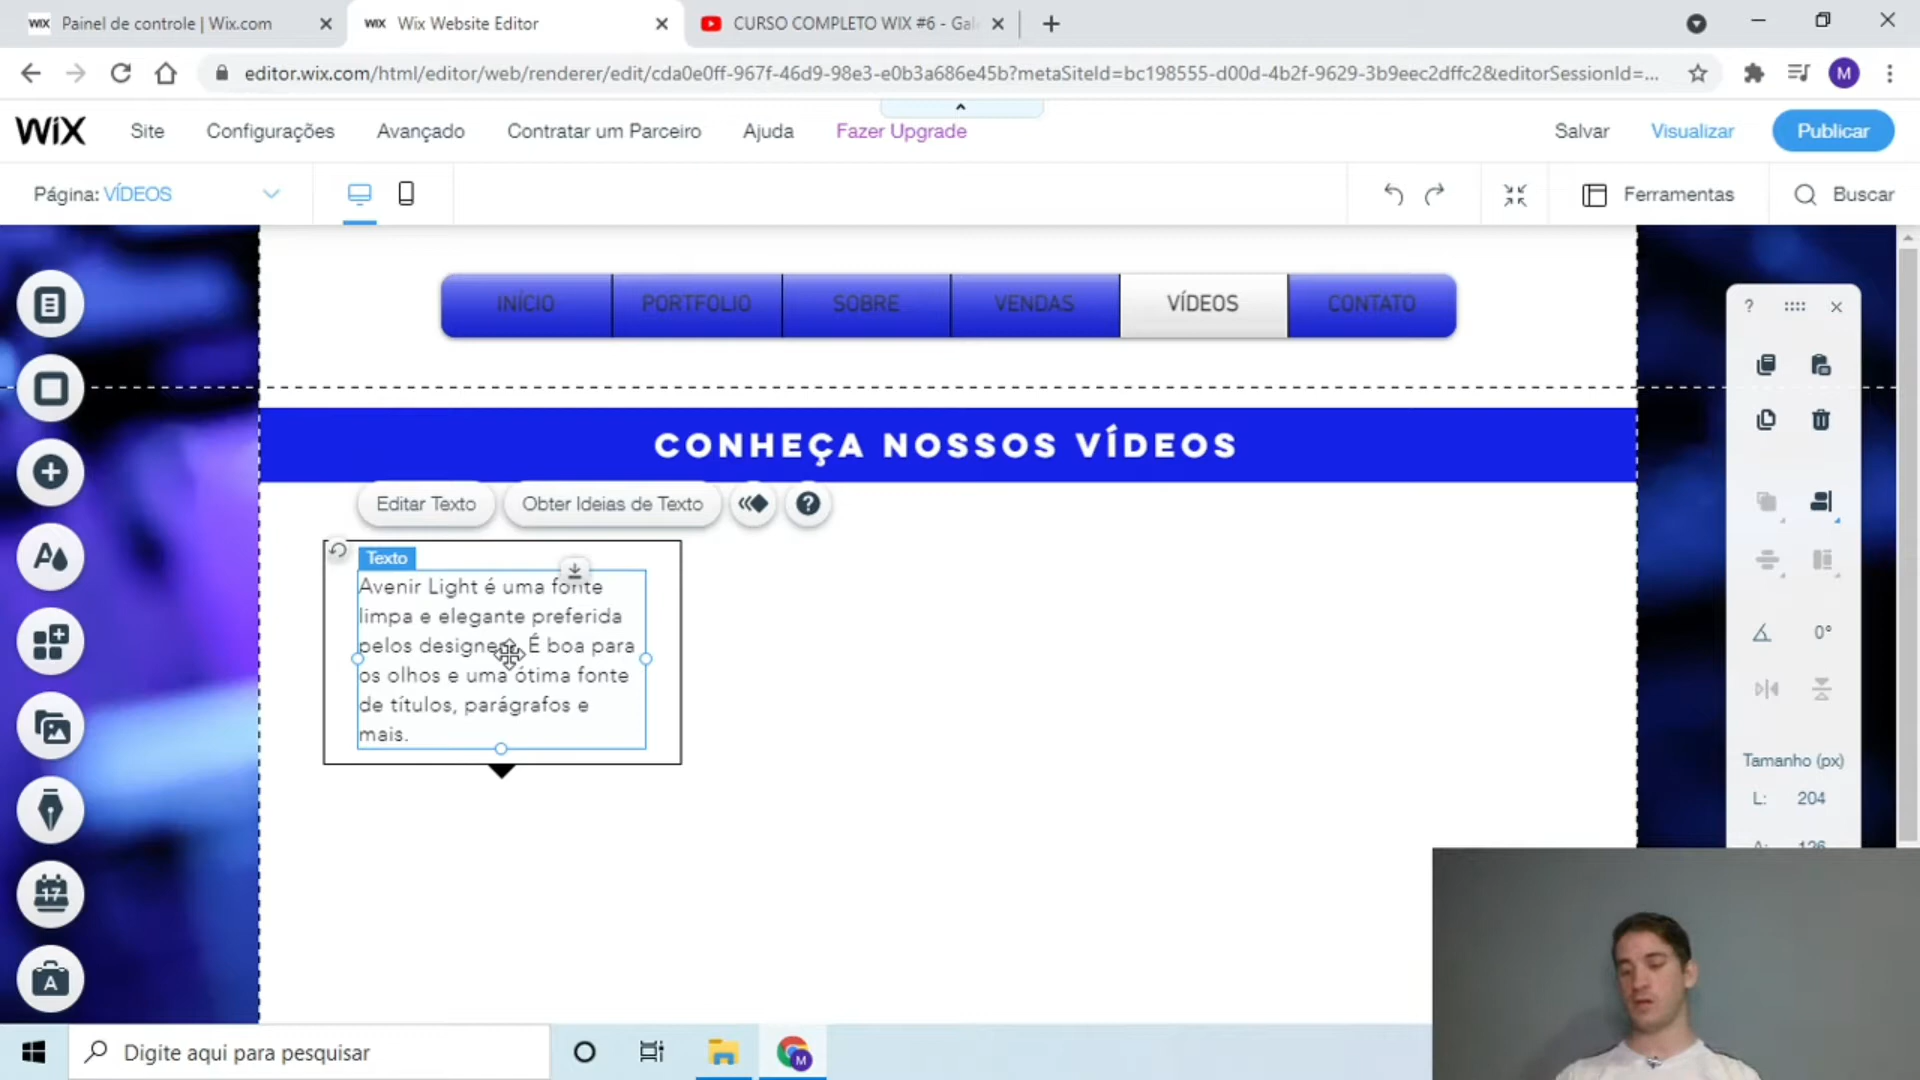 WiX Painel de controle | Wix.com
WiX Wix Website Editor
CURSO COMPLETO WIX #6 - Gal
editor.wix.com/html/editor/web/renderer/edit/cda0e0ff-967f-46d9-98e3-e0b3a686e45b?metaSiteId=bc198555-d00d-4b2f-9629-3b9eec2dffc2&editorSessionId=...
M
WiX
Site
Configurações
Avançado
Contratar um Parceiro
Ajuda
Fazer Upgrade
Salvar
Visualizar
Publicar
Página: VÍDEOS
Ferramentas
Buscar
INÍCIO
PORTFOLIO
SOBRE
VENDAS
VÍDEOS
CONTATO
CONHEÇA NOSSOS VÍDEOS
Editar Texto
Obter Ideias de Texto
?
Texto
Avenir Light é uma fonte
limpa e elegante preferida
pelos designers. É boa para
os olhos e uma ótima fonte
de títulos, parágrafos e
mais.
?
0°
Tamanho (px)
L: 204
17
A
Digite aqui para pesquisar
M